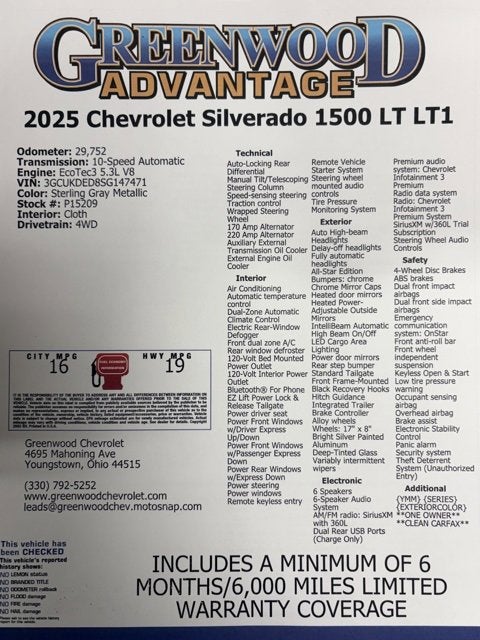 GREENWOOD
ADVANTAGE
2025 Chevrolet Silverado 1500 LT LT1
Odometer: 29,752
Transmission: 10-Speed Automatic
Engine: EcoTec3 5.3L V8
VIN: 3GCUKDED8SG147471
Color: Sterling Gray Metallic
Stock #: P15209
Interior: Cloth
Drivetrain: 4WD
CITY MPG
16
HWY MPG
19
Greenwood Chevrolet
4695 Mahoning Ave
Youngstown, Ohio 44515
(330) 792-5252
www.greenwoodchevrolet.com
leads@greenwoodchev.motosnap.com
This vehicle has
been CHECKED
This vehicle's reported
history shows:
NO LEMON status
NO BRANDED TITLE
NO ODOMETER rollback
NO FLOOD damage
NO FIRE damage
NO HAIL damage
Technical
Auto-Locking Rear
Differential
Manual Tilt/Telescoping
Steering Column
Speed-sensing steering
Traction control
Wrapped Steering
Wheel
170 Amp Alternator
220 Amp Alternator
Auxiliary External
Transmission Oil Cooler
External Engine Oil
Cooler
Interior
Air Conditioning
Automatic temperature
control
Dual-Zone Automatic
Climate Control
Electric Rear-Window
Defogger
Front dual zone A/C
Rear window defroster
120-Volt Bed Mounted
Power Outlet
120-Volt Interior Power
Outlet
Bluetooth® For Phone
EZ Lift Power Lock &
Release Tailgate
Power driver seat
Power Front Windows
w/Driver Express
Up/Down
Power Front Windows
w/Passenger Express
Down
Power Rear Windows
w/Express Down
Power steering
Power windows
Remote keyless entry
Remote Vehicle
Starter System
Steering wheel
mounted audio
controls
Tire Pressure
Monitoring System
Exterior
Auto High-beam
Headlights
Delay-off headlights
Fully automatic
headlights
All-Star Edition
Bumpers: chrome
Chrome Mirror Caps
Heated door mirrors
Heated Power-
Adjustable Outside
Mirrors
IntelliBeam Automatic
High Beam On/Off
LED Cargo Area
Lighting
Power door mirrors
Rear step bumper
Standard Tailgate
Front Frame-Mounted
Black Recovery Hooks
Hitch Guidance
Integrated Trailer
Brake Controller
Alloy wheels
Wheels: 17" x 8"
Bright Silver Painted
Aluminum
Deep-Tinted Glass
Variably intermittent
wipers
Electronic
6 Speakers
6-Speaker Audio
System
AM/FM radio: SiriusXM
with 360L
Dual Rear USB Ports
(Charge Only)
Premium audio
system: Chevrolet
Infotainment 3
Premium
Radio data system
Radio: Chevrolet
Infotainment 3
Premium System
SiriusXM w/360L Trial
Subscription
Steering Wheel Audio
Controls
Safety
4-Wheel Disc Brakes
ABS brakes
Dual front impact
airbags
Dual front side impact
airbags
Emergency
communication
system: OnStar
Front anti-roll bar
Front wheel
independent
suspension
Keyless Open & Start
Low tire pressure
warning
Occupant sensing
airbag
Overhead airbag
Brake assist
Electronic Stability
Control
Panic alarm
Security system
Theft Deterrent
System (Unauthorized
Entry)
Additional
{YMM} {SERIES}
{EXTERIORCOLOR}
**ONE OWNER**
**CLEAN CARFAX**
INCLUDES A MINIMUM OF 6
MONTHS/6,000 MILES LIMITED
WARRANTY COVERAGE